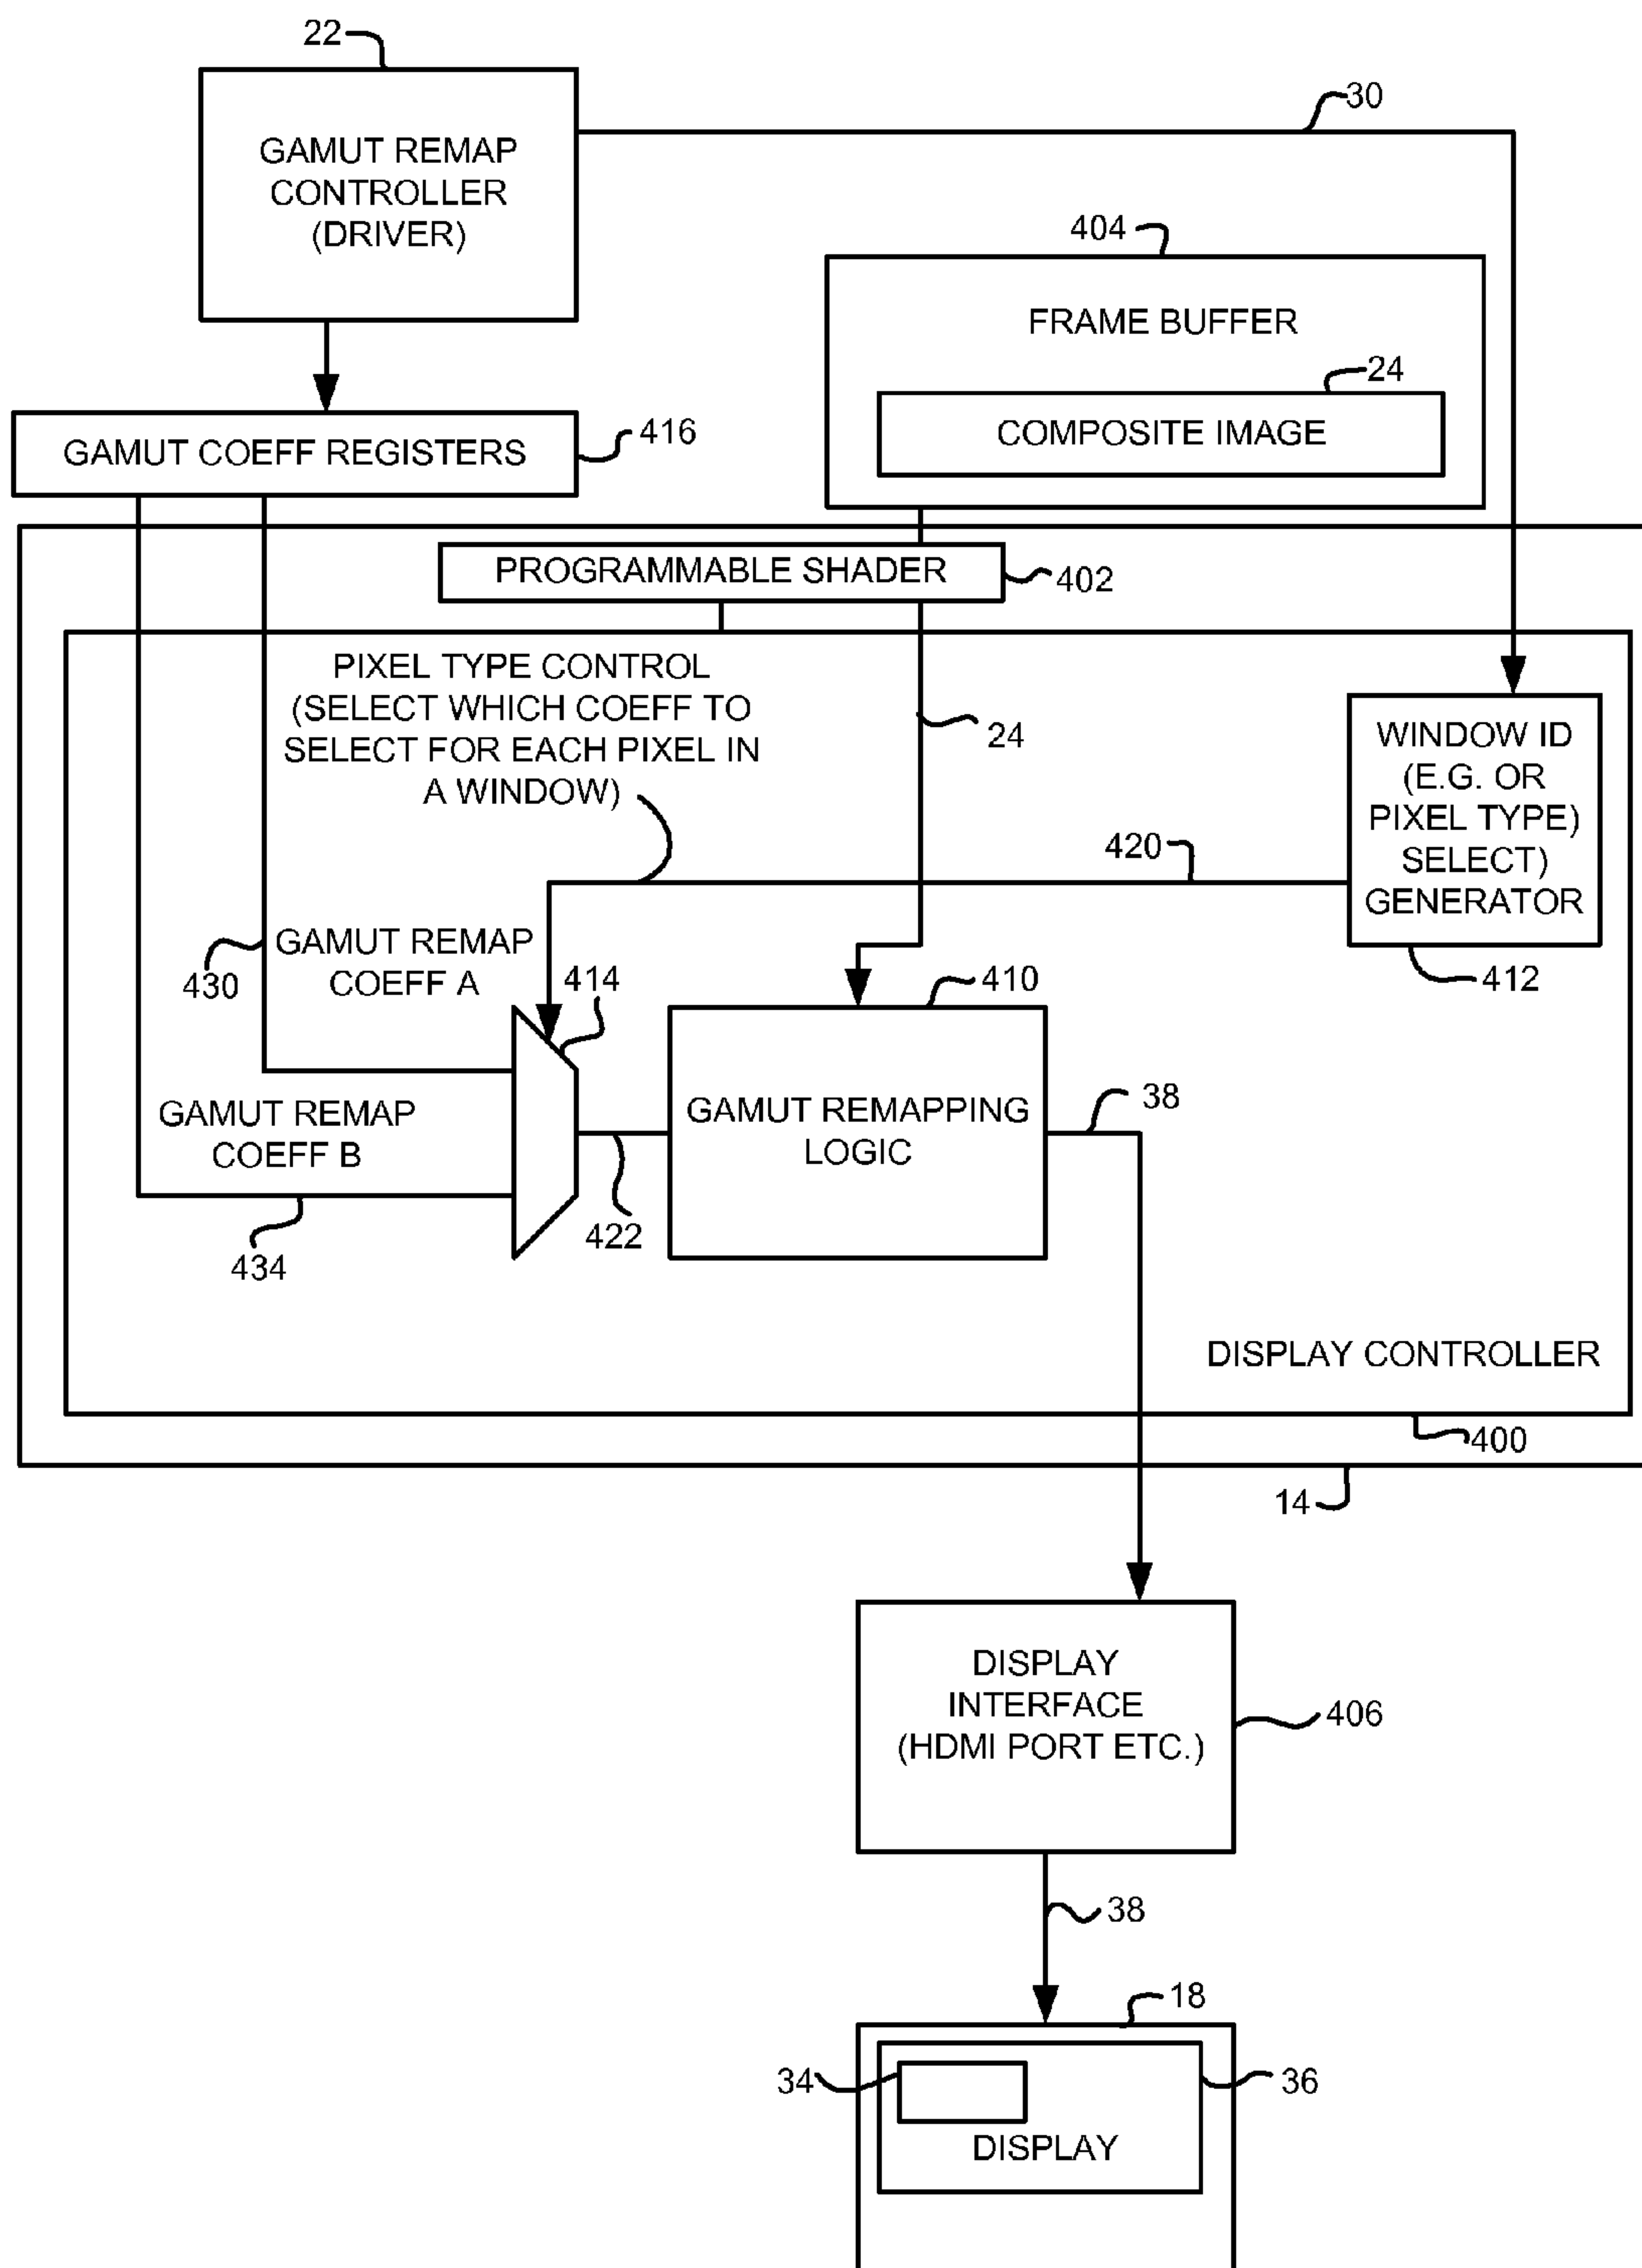 22
30
GAMUT REMAP
CONTROLLER
(DRIVER)
404
FRAME BUFFER
24
COMPOSITE IMAGE
GAMUT COEFF REGISTERS
416
PROGRAMMABLE SHADER
402
PIXEL TYPE CONTROL
(SELECT WHICH COEFF TO
SELECT FOR EACH PIXEL IN
A WINDOW)
24
WINDOW ID
(E.G. OR
PIXEL TYPE)
SELECT)
GENERATOR
420
412
430
GAMUT REMAP
COEFF A
414
410
GAMUT REMAP
COEFF B
434
422
GAMUT REMAPPING
LOGIC
38
DISPLAY CONTROLLER
400
14
DISPLAY
INTERFACE
(HDMI PORT ETC.)
406
38
18
34
36
DISPLAY